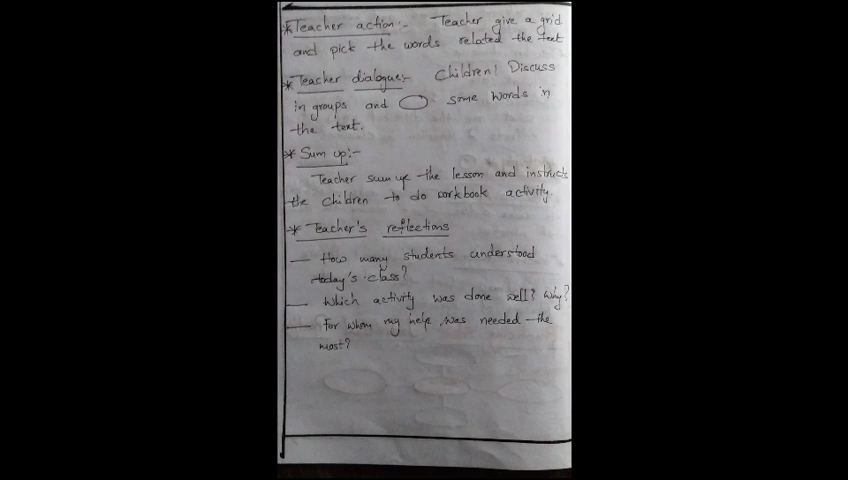 * Teacher action:- Teacher give a grid
and pick the words related the text
* Teacher dialogue:- Children! Discuss
in groups and some words in
the text.
* Sum up:-
Teacher sum up the lesson and instructs
the children to do workbook activity.
* Teacher's reflections
— How many students understood
today's class?
— Which activity was done well? Why?
— For whom my help was needed the
most?